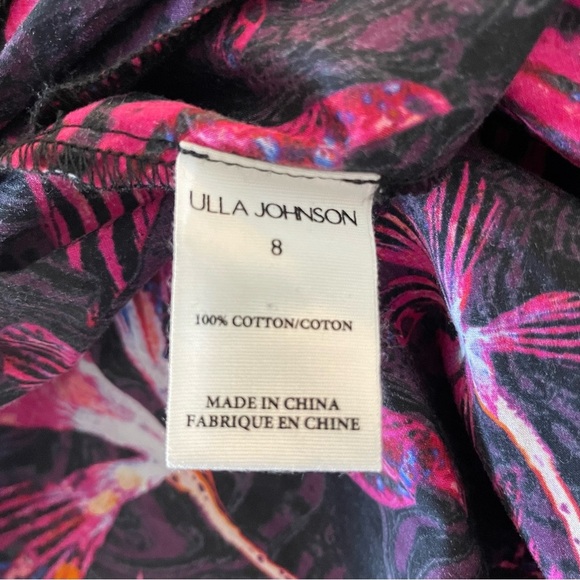 ULLA JOHNSON
8
100% COTTON/COTON
MADE IN CHINA
FABRIQUE EN CHINE